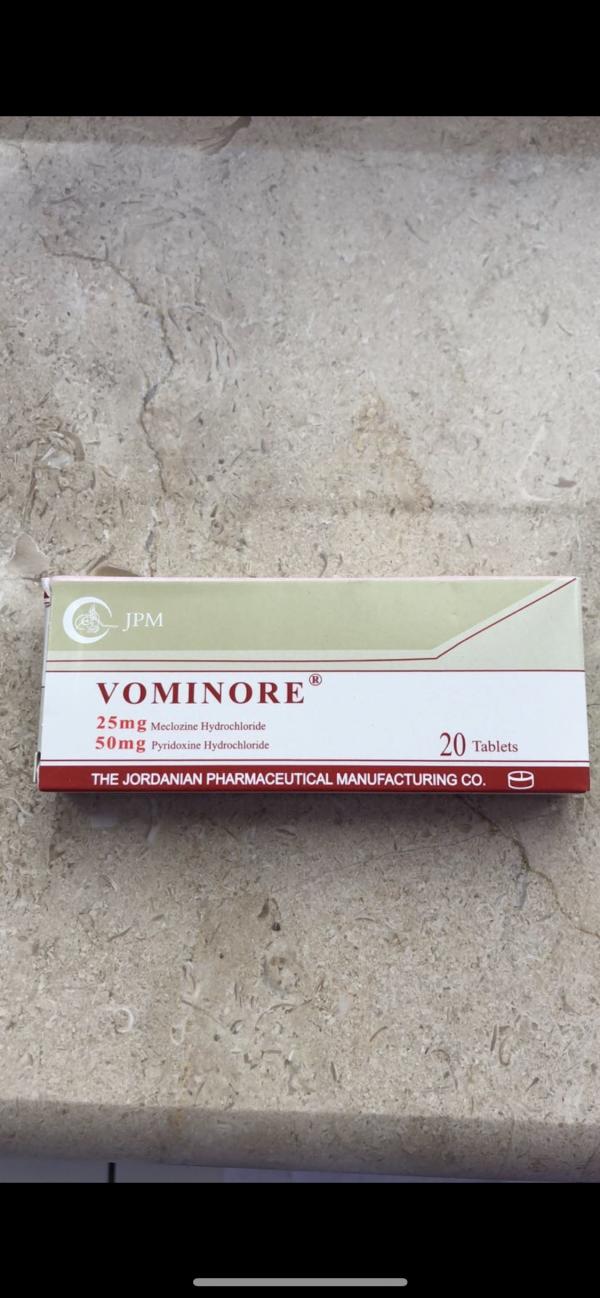 JPM
VOMINORE®
25mg Meclozine Hydrochloride
50mg Pyridoxine Hydrochloride
20 Tablets
THE JORDANIAN PHARMACEUTICAL MANUFACTURING CO.